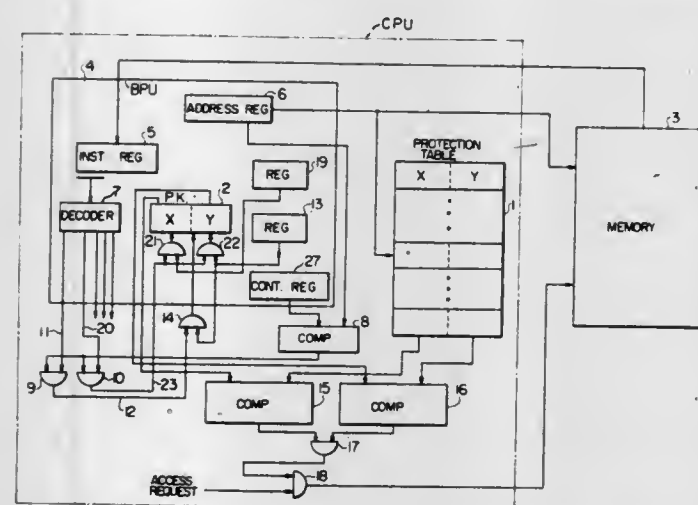 CPU
4
BPU
6
ADDRESS REG
3
5
INST REG
PROTECTION
TABLE
19
REG
7
P.K.
2
X Y
X Y
1
DECODER
13
REG
MEMORY
21
22
27
CONT. REG
14
8
COMP
11
20
9
10
23
12
COMP
15
COMP
16
17
18
ACCESS
REQUEST